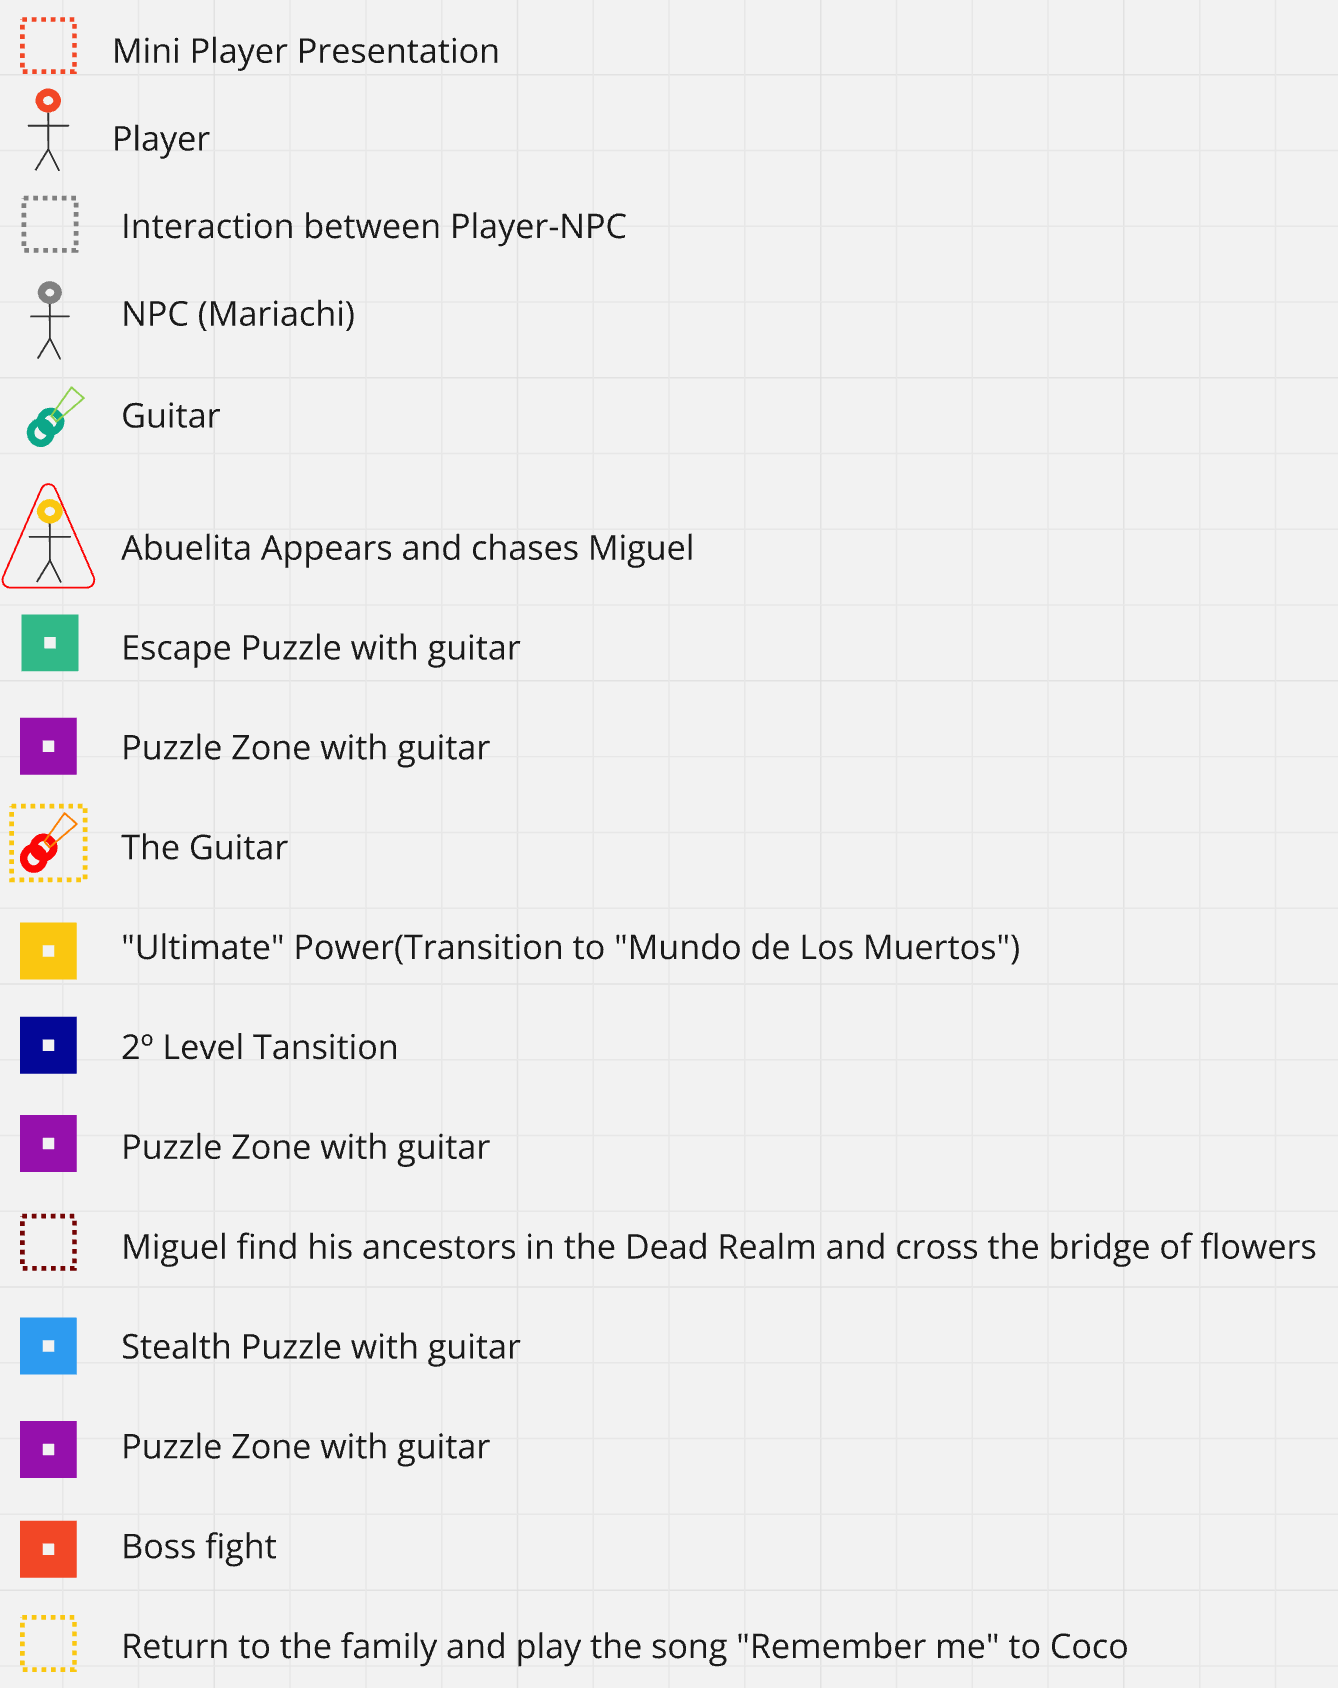 Mini Player Presentation
Player
Interaction between Player-NPC
NPC (Mariachi)
Guitar
Abuelita Appears and chases Miguel
Escape Puzzle with guitar
Puzzle Zone with guitar
The Guitar
"Ultimate" Power(Transition to "Mundo de Los Muertos")
2º Level Tansition
Puzzle Zone with guitar
Miguel find his ancestors in the Dead Realm and cross the bridge of flowers
Stealth Puzzle with guitar
Puzzle Zone with guitar
Boss fight
Return to the family and play the song "Remember me" to Coco